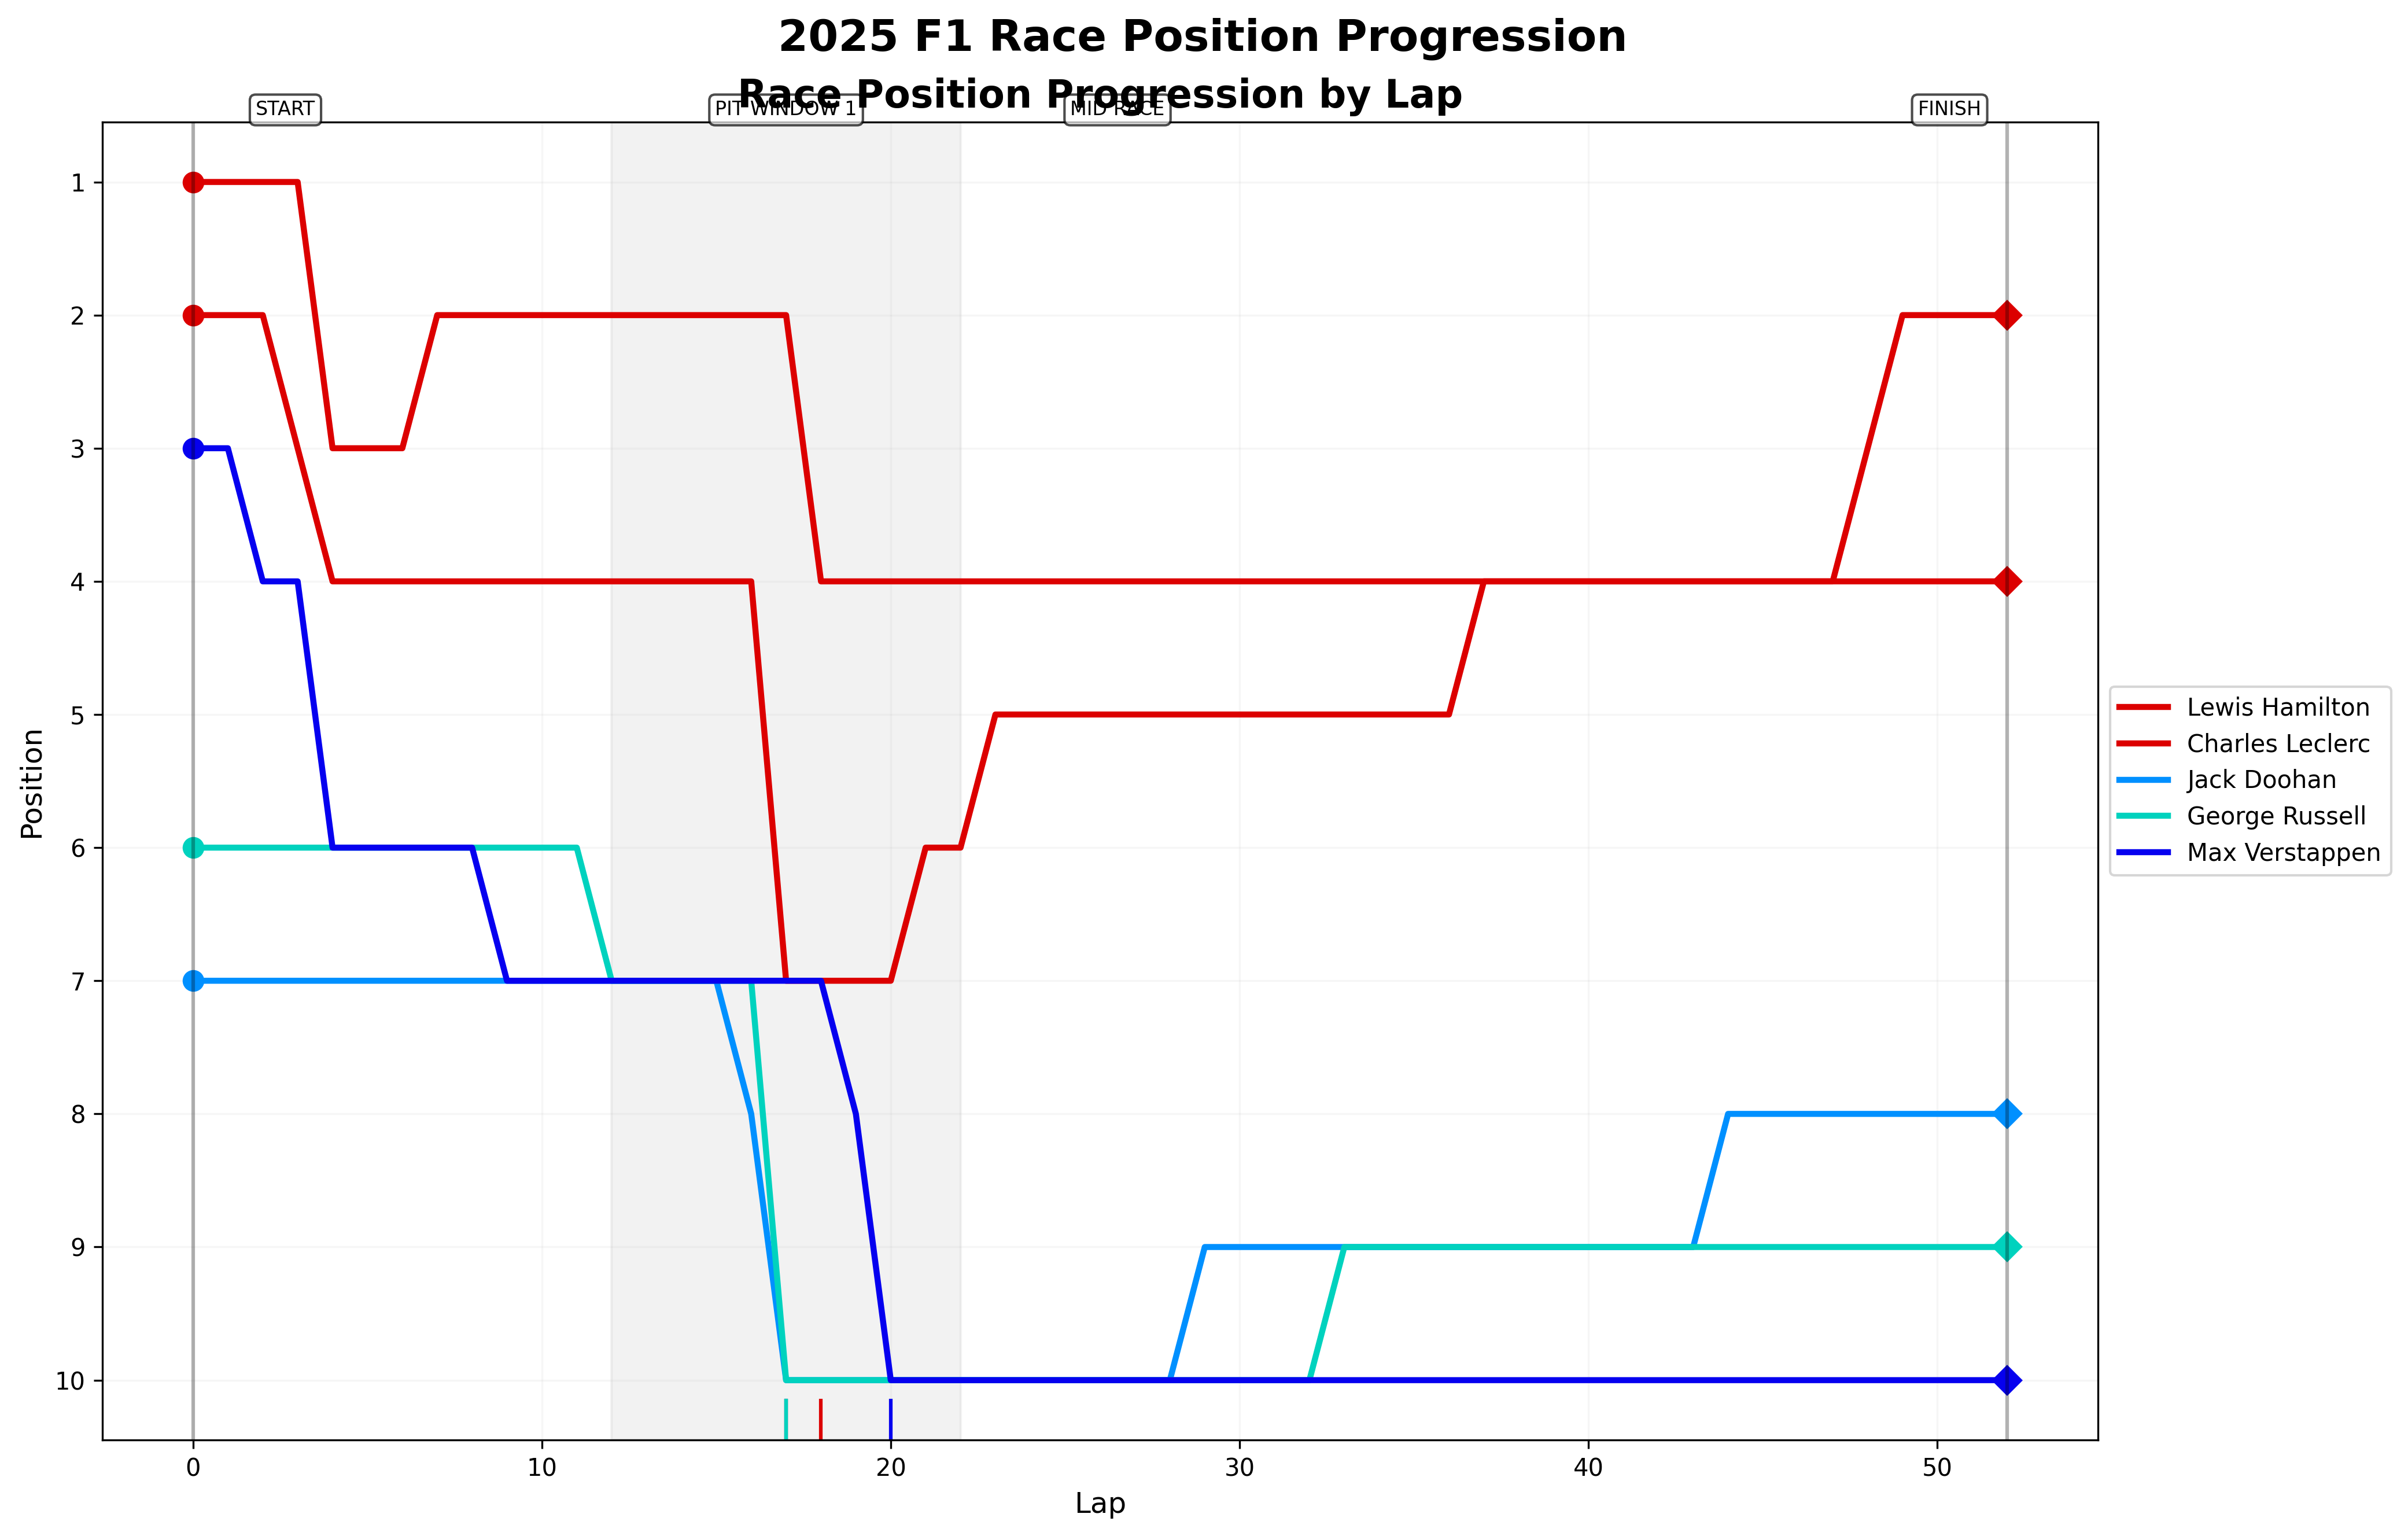 2025 F1 Race Position Progression
Race Position Progression by Lap
START
PIT WINDOW 1
MID RACE
FINISH
1
2
3
4
5
6
7
8
9
10
Position
Lewis Hamilton
Charles Leclerc
Jack Doohan
George Russell
Max Verstappen
0
10
20
30
40
50
Lap